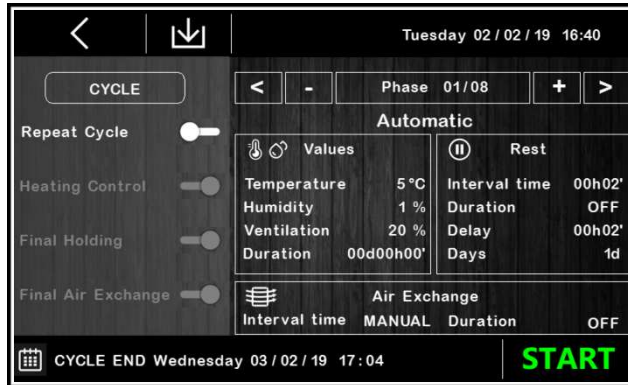 Tuesday 02 / 02 / 19 16:40
CYCLE
Repeat Cycle
Heating Control
Final Holding
Final Air Exchange
< - Phase 01/08 + >
Automatic
Values
Temperature 5°C
Humidity 1 %
Ventilation 20 %
Duration 00d00h00'
Rest
Interval time 00h02'
Duration OFF
Delay 00h02'
Days 1d
Air Exchange
Interval time MANUAL Duration OFF
CYCLE END Wednesday 03 / 02 / 19 17:04
START